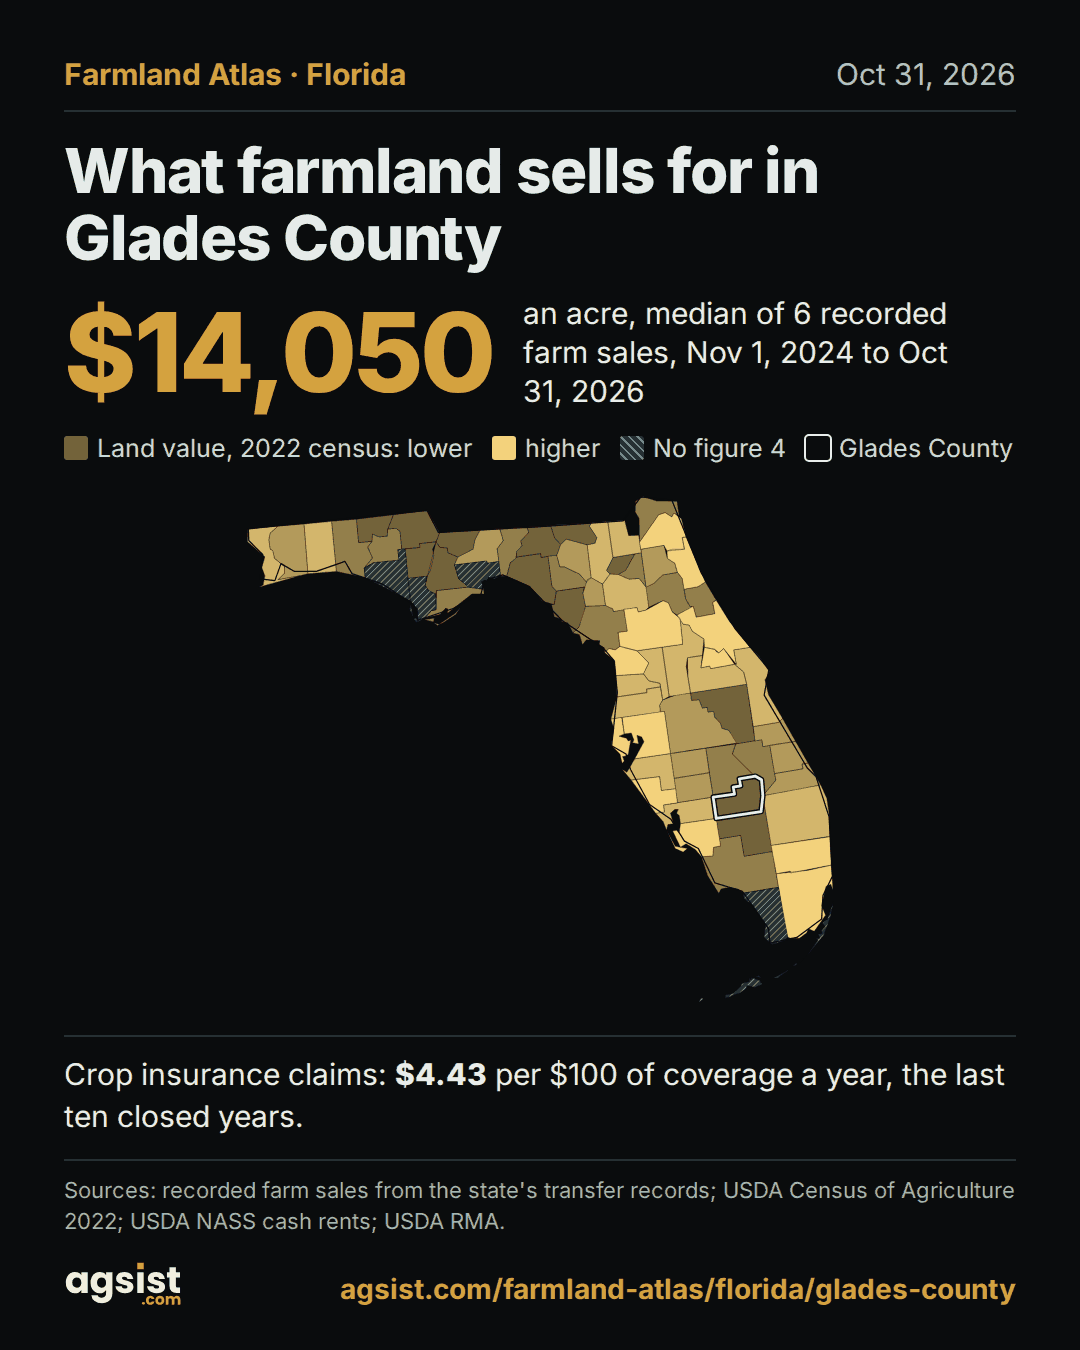 Farmland Atlas · Florida
Oct 31, 2026
What farmland sells for in
Glades County
$14,050
an acre, median of 6 recorded
farm sales, Nov 1, 2024 to Oct
31, 2026
Land value, 2022 census: lower
higher
No figure 4
Glades County
Crop insurance claims: $4.43 per $100 of coverage a year, the last
ten closed years.
Sources: recorded farm sales from the state's transfer records; USDA Census of Agriculture
2022; USDA NASS cash rents; USDA RMA.
agsist
.com
agsist.com/farmland-atlas/florida/glades-county